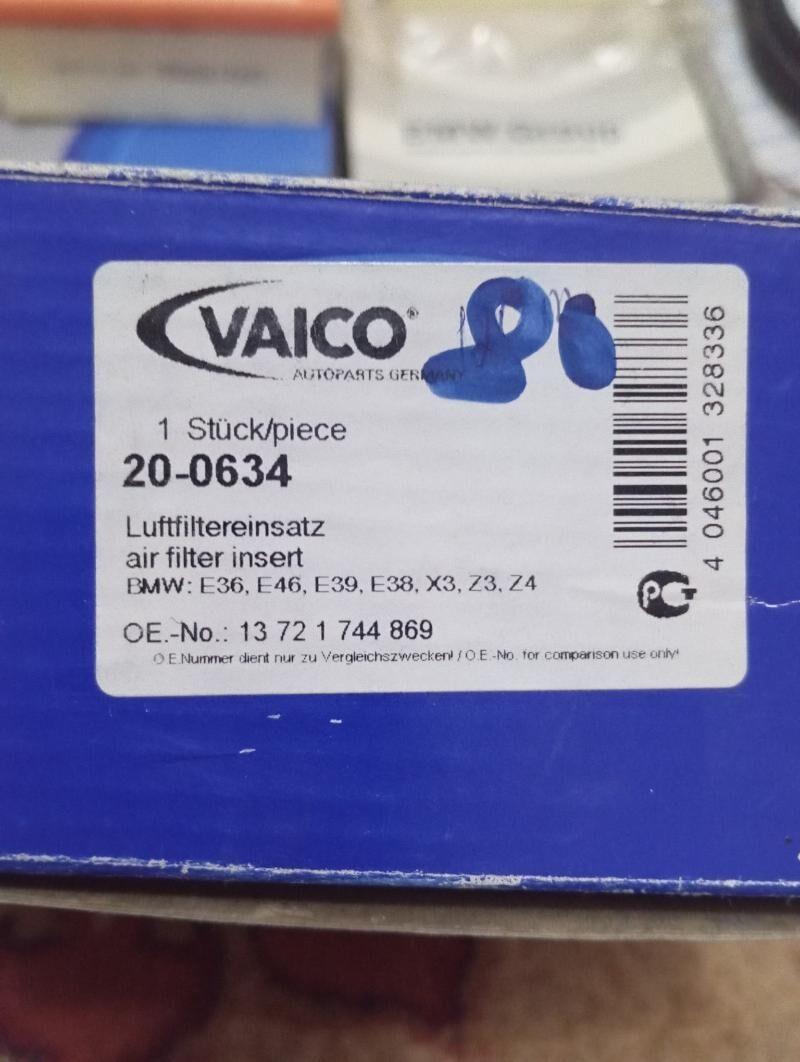 VAICO®
AUTOPARTS GERMANY
1 Stück/piece
20-0634
Luftfiltereinsatz
air filter insert
BMW: E36, E46, E39, E38, X3, Z3, Z4
OE.-No.: 13 72 1 744 869
O.E.Nummer dient nur zu Vergleichszwecken! / O.E.-No. for comparison use only!
4 046001 328336
РСТ